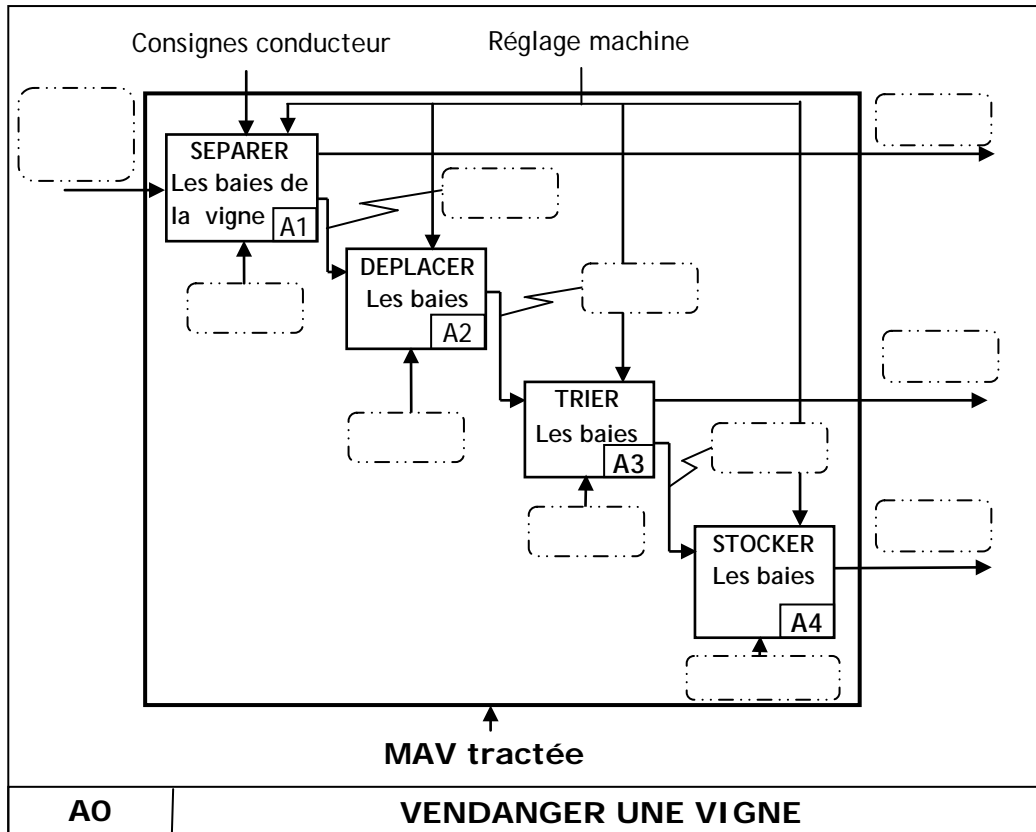 Consignes conducteur
Réglage machine
SEPARER
Les baies de
la vigne
A1
DEPLACER
Les baies
A2
TRIER
Les baies
A3
STOCKER
Les baies
A4
MAV tractée
A0
VENDANGER UNE VIGNE